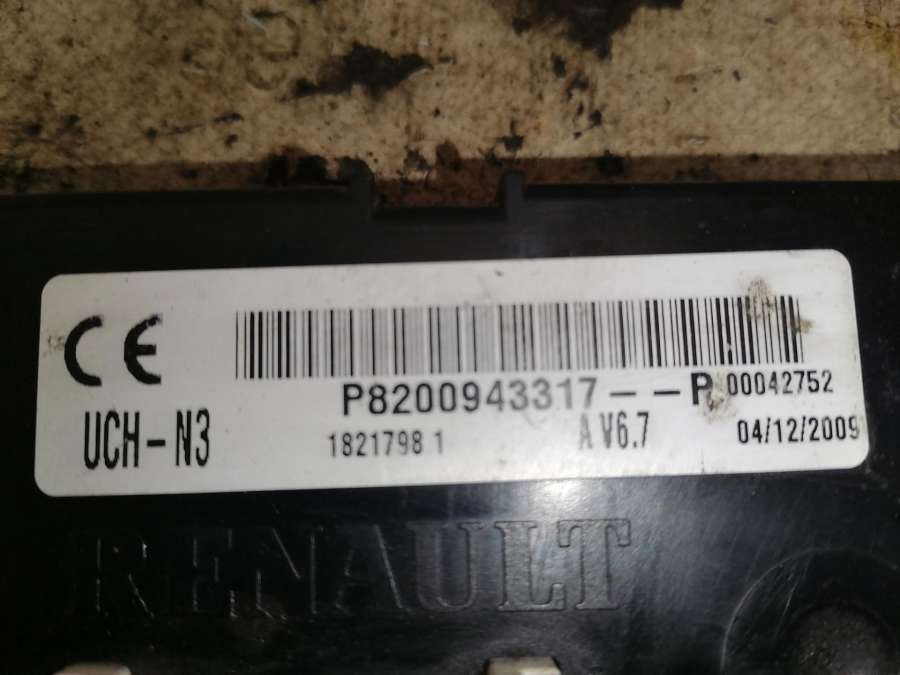 CE
P8200943317--P 00042752
UCH-N3 1821798 1 A V6.7 04/12/2009
RENAULT